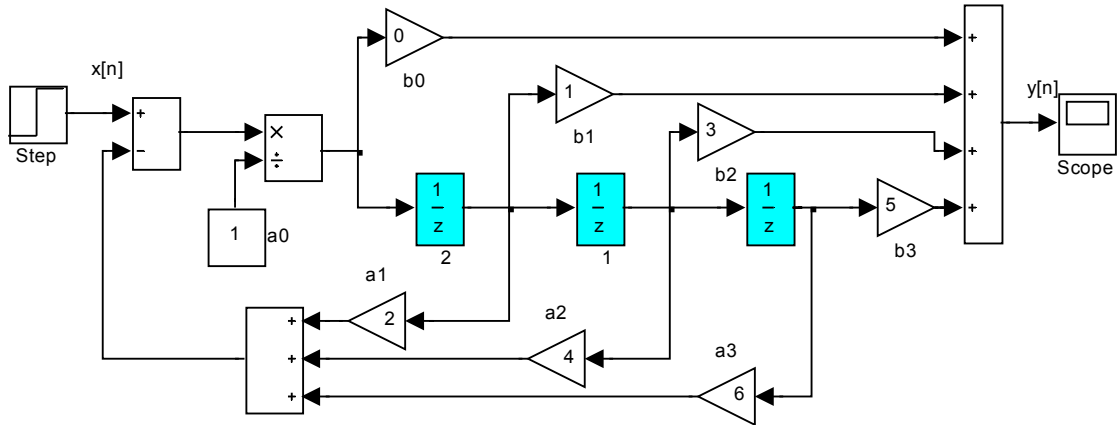 x[n]
0
b0
y[n]
+
1
+
+
Step
−
×
÷
b1
3
+
Scope
b2
1
z
1
z
1
z
5
+
b3
1
a0
2
1
a1
+
2
a2
+
4
a3
+
6